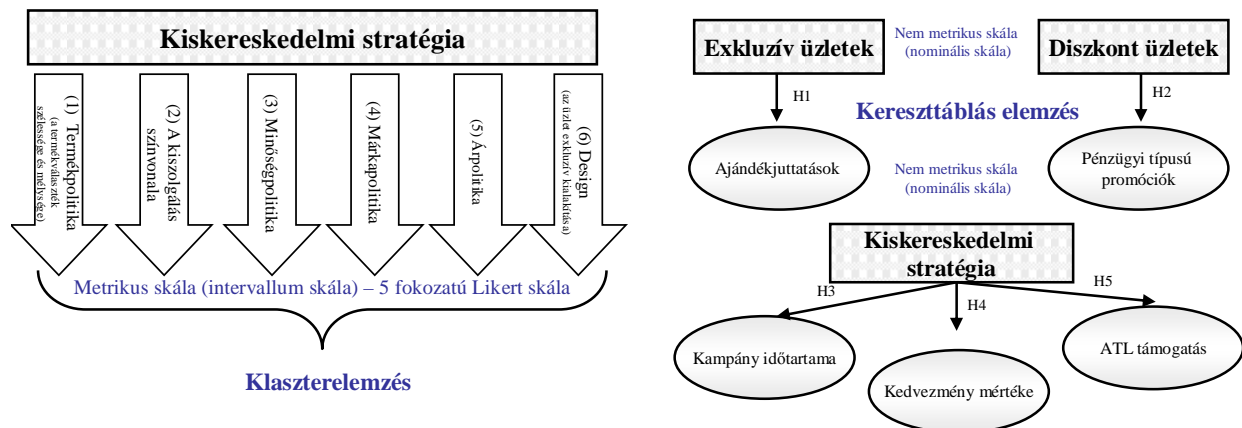 Kiskereskedelmi stratégia
(1) Termékpolitika
(a termékválaszték
szélessége és mélysége)
(2) A kiszolgálás
színvonala
(3) Minőségpolitika
(4) Márkapolitika
(5) Árpolitika
(6) Design
(az üzlet exkluzív kialakítása)
Metrikus skála (intervallum skála) – 5 fokozatú Likert skála
Klaszterelemzés
Exkluzív üzletek
Nem metrikus skála
(nominális skála)
Diszkont üzletek
H1
H2
Kereszttáblás elemzés
Ajándékjuttatások
Nem metrikus skála
(nominális skála)
Pénzügyi típusú
promóciók
Kiskereskedelmi
stratégia
H3
H4
H5
Kampány időtartama
Kedvezmény mértéke
ATL támogatás